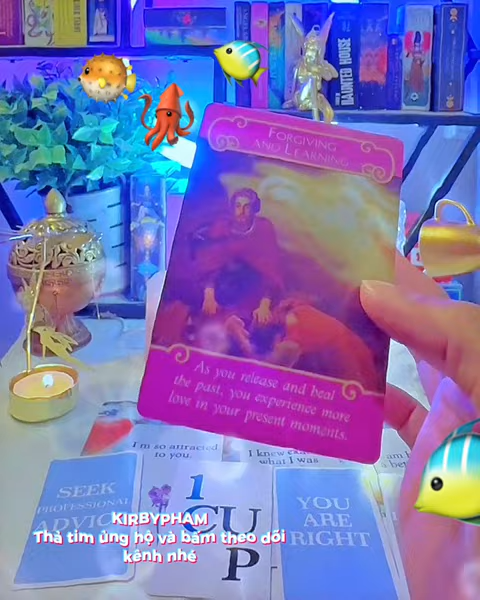 HAUNTED HOUSE
FORGIVING
AND LEARNING
As you release and heal
the past, you experience more
love in your present moments.
I'm so attracted
to you.
I knew
what I was
SEEK
PROFESSIONAL
ADVICE
1
CU
P
YOU
ARE
RIGHT
KIRBYPHAM
Thả tim ủng hộ và bấm theo dõi
kênh nhé